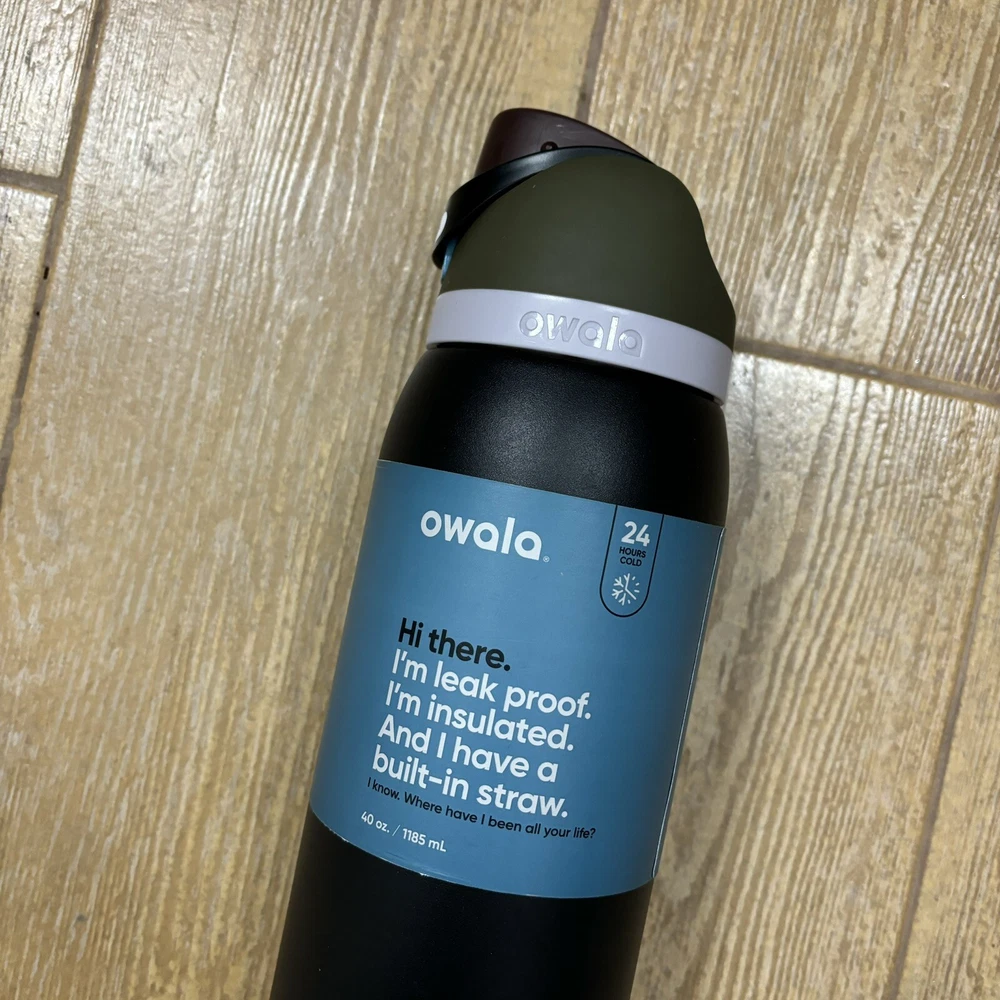 owala
owala®
24
HOURS
COLD
Hi there.
I'm leak proof.
I'm insulated.
And I have a
built-in straw.
I know. Where have I been all your life?
40 oz. / 1185 mL